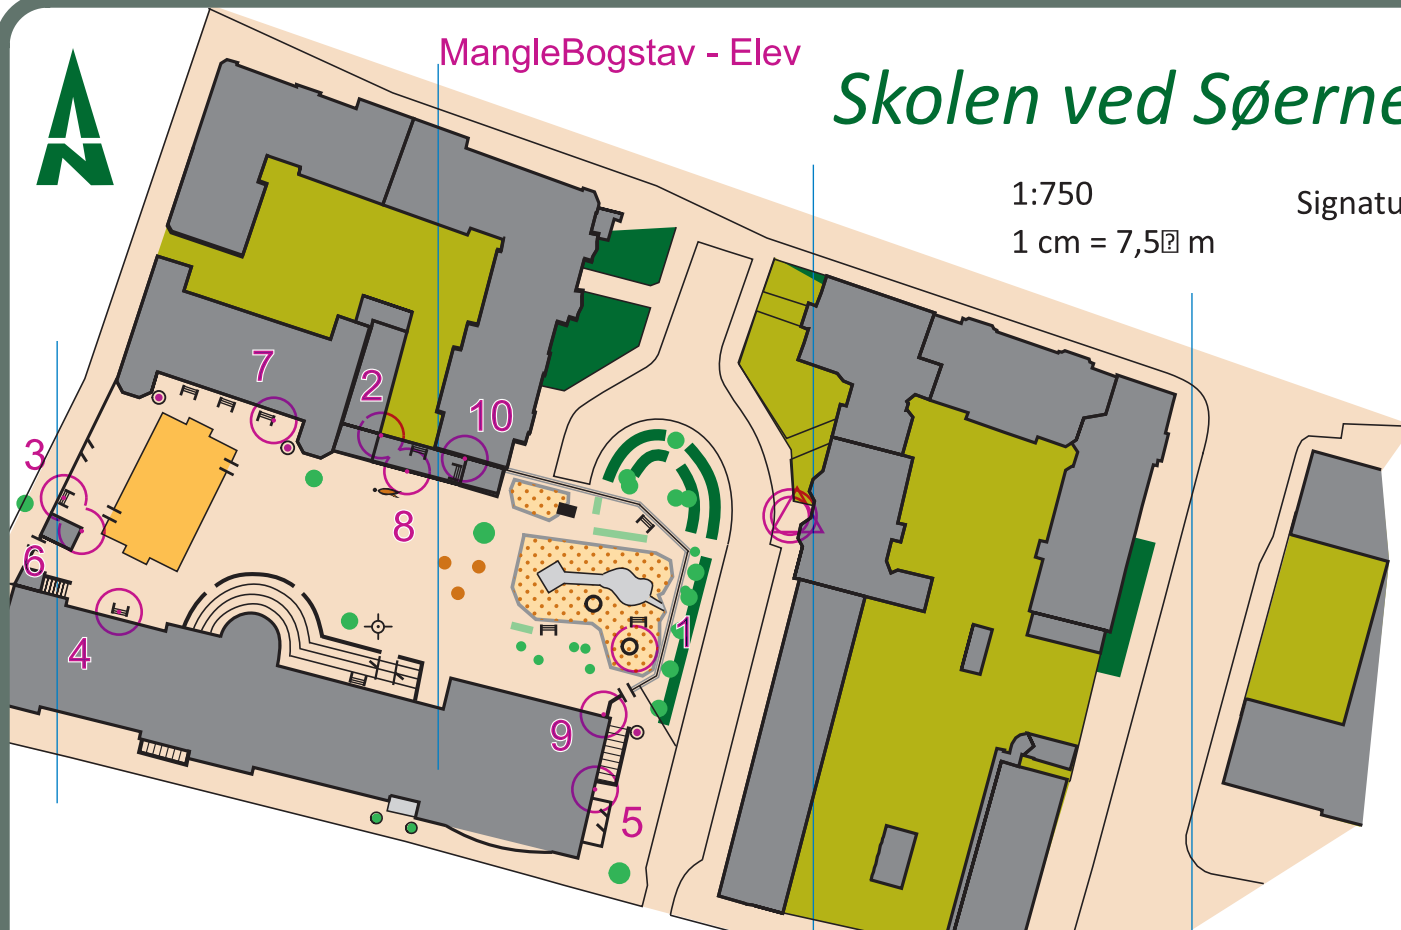 MangleBogstav - Elev
Skolen ved Søerne
1:750
Signatu
1 cm = 7,5� m
7
2
10
3
8
6
1
4
9
5